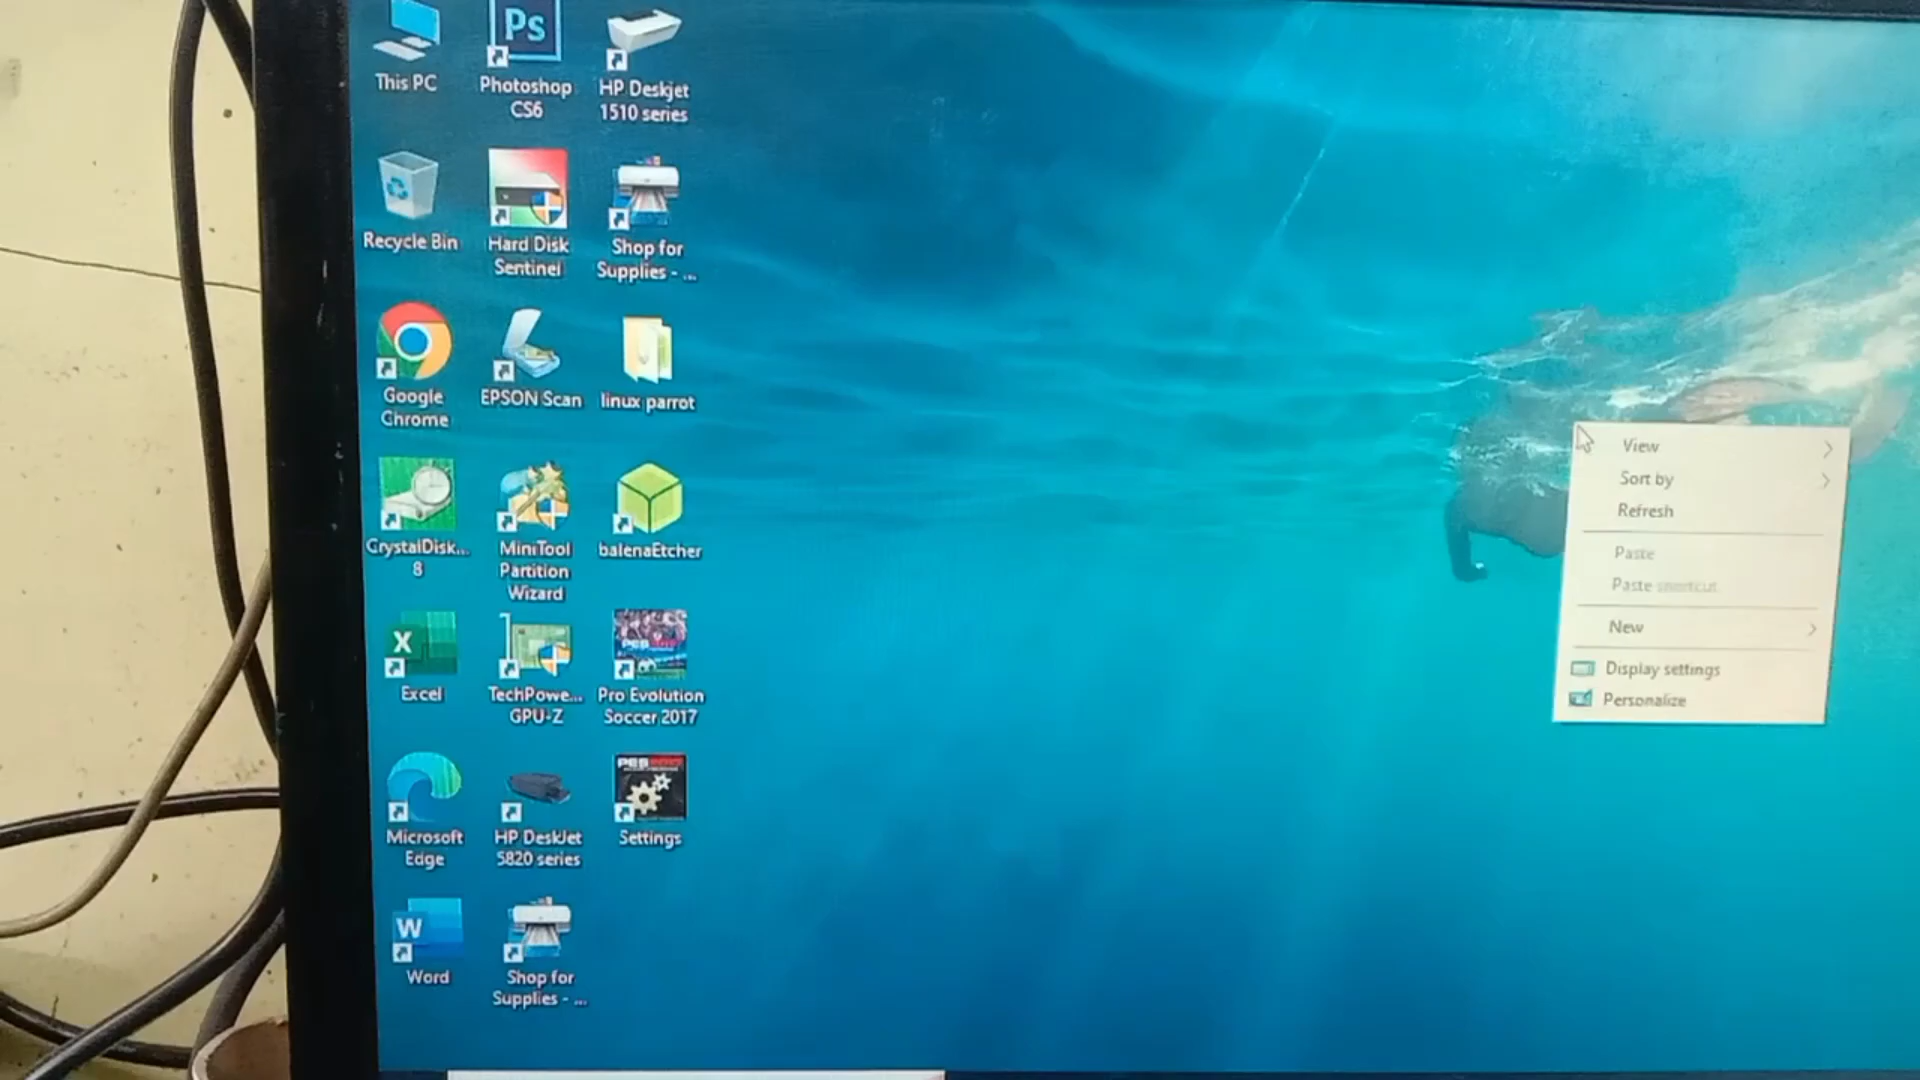 This PC
Ps
Photoshop
CS6
HP Deskjet
1510 series
Recycle Bin
Hard Disk
Sentinel
Shop for
Supplies - ...
Google
Chrome
EPSON Scan
linux parrot
CrystalDisk...
8
MiniTool
Partition
Wizard
balenaEtcher
X
Excel
TechPowe...
GPU-Z
Pro Evolution
Soccer 2017
Microsoft
Edge
HP DeskJet
5820 series
PES 2017
Settings
W
Word
Shop for
Supplies - ...
View
Sort by
Refresh
Paste
Paste shortcut
New
Display settings
Personalize